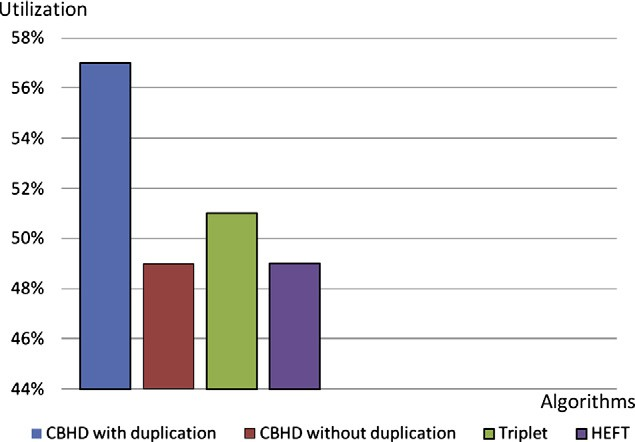 Utilization
58%
56%
54%
52%
50%
48%
46%
44%
Algorithms
CBHD with duplication CBHD without duplication Triplet HEFT